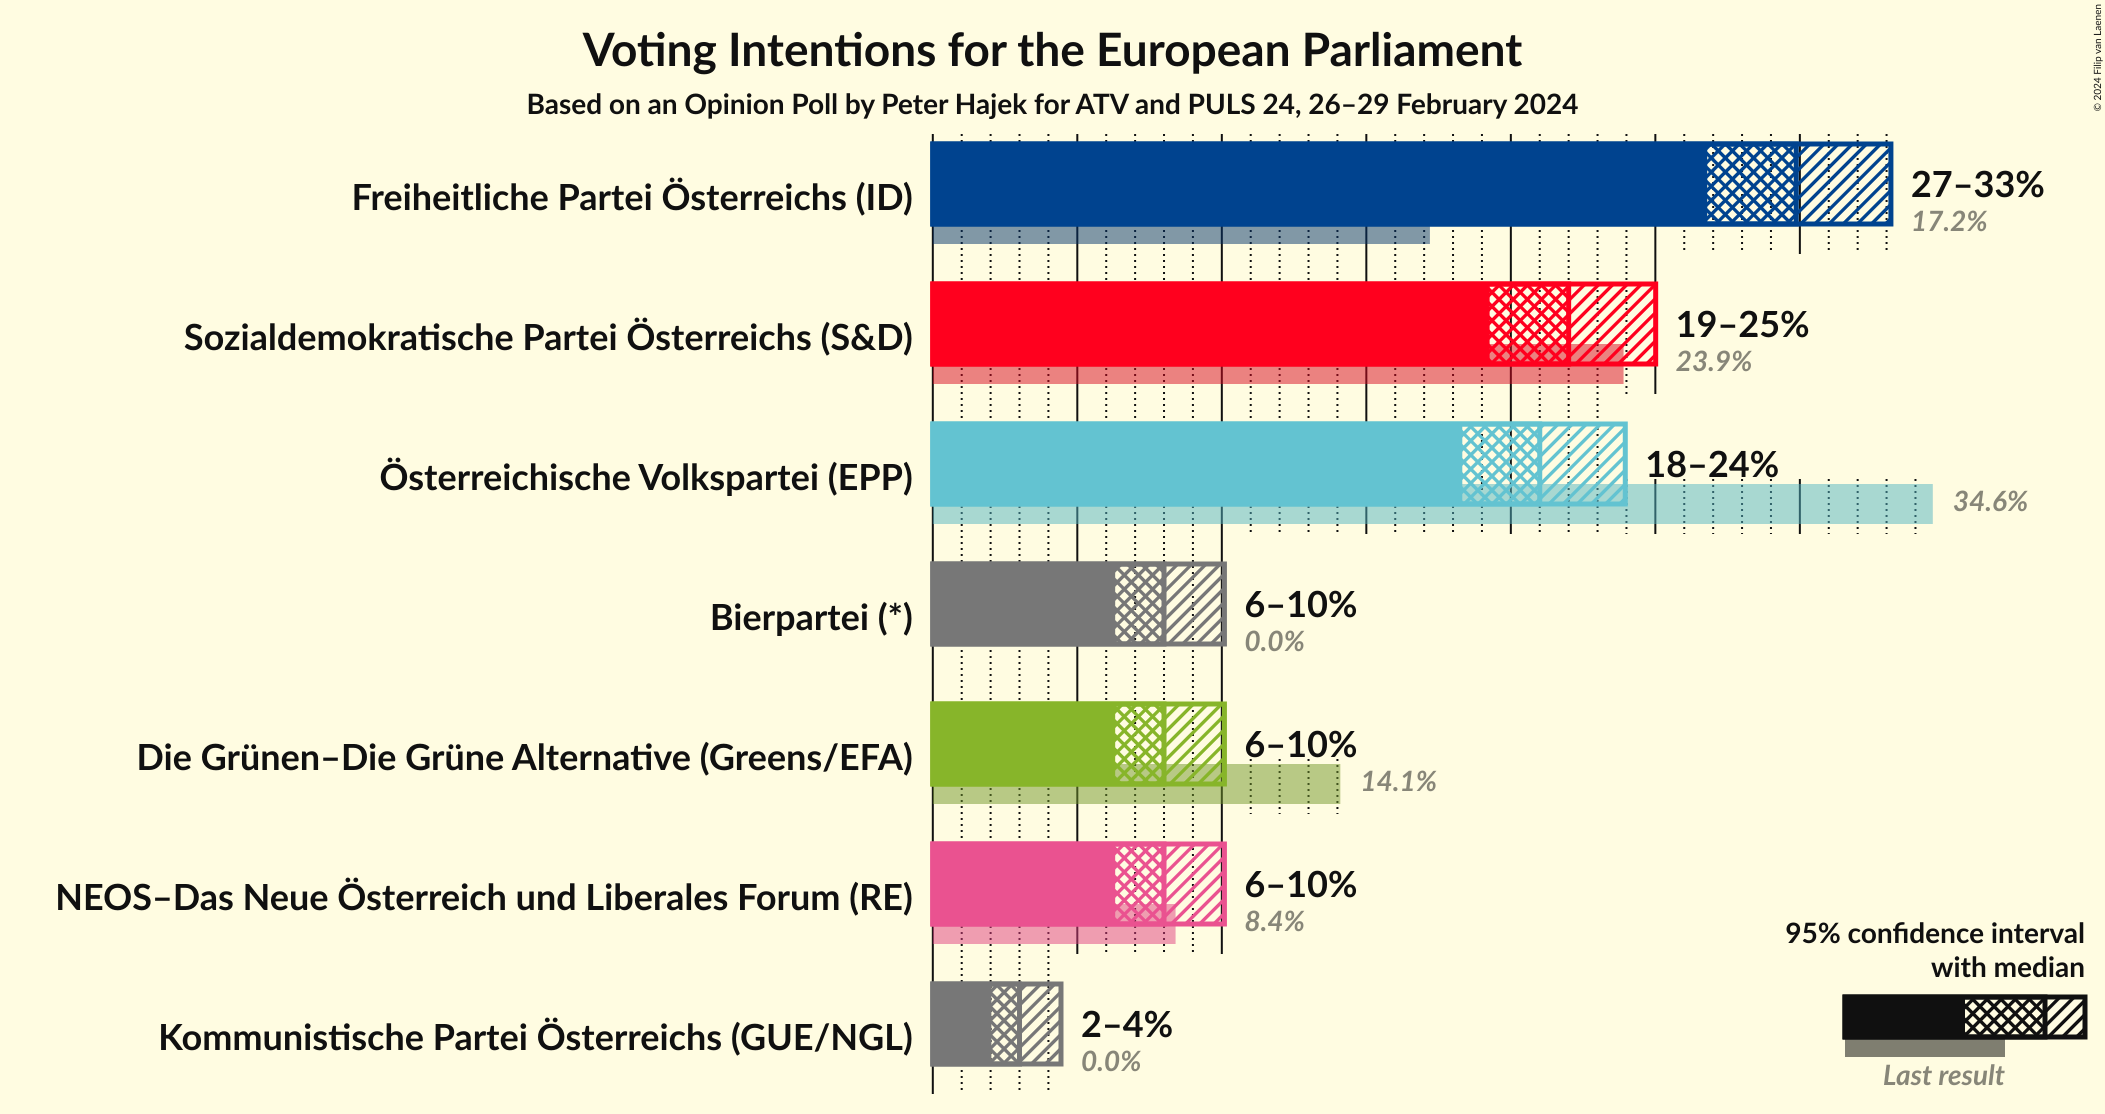 Voting Intentions for the European Parliament
Based on an Opinion Poll by Peter Hajek for ATV and PULS 24, 26–29 February 2024
© 2024 Filip van Laenen
Freiheitliche Partei Österreichs (ID)
27–33%
17.2%
Sozialdemokratische Partei Österreichs (S&D)
19–25%
23.9%
Österreichische Volkspartei (EPP)
18–24%
34.6%
Bierpartei (*)
6–10%
0.0%
Die Grünen–Die Grüne Alternative (Greens/EFA)
6–10%
14.1%
NEOS–Das Neue Österreich und Liberales Forum (RE)
6–10%
8.4%
Kommunistische Partei Österreichs (GUE/NGL)
2–4%
0.0%
95% confidence interval
with median
Last result